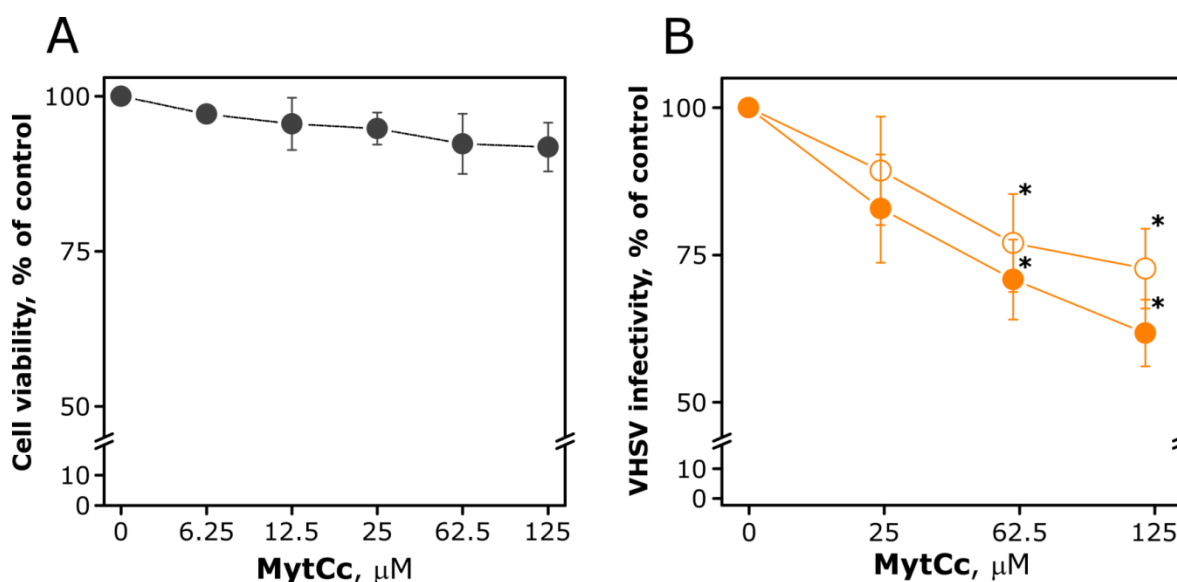 A
Cell viability, % of control
100
75
50
10
0
0 6.25 12.5 25 62.5 125
MytCc, μM
B
VHSV infectivity, % of control
100
75
50
10
0
* *
* *
0 25 62.5 125
MytCc, μM